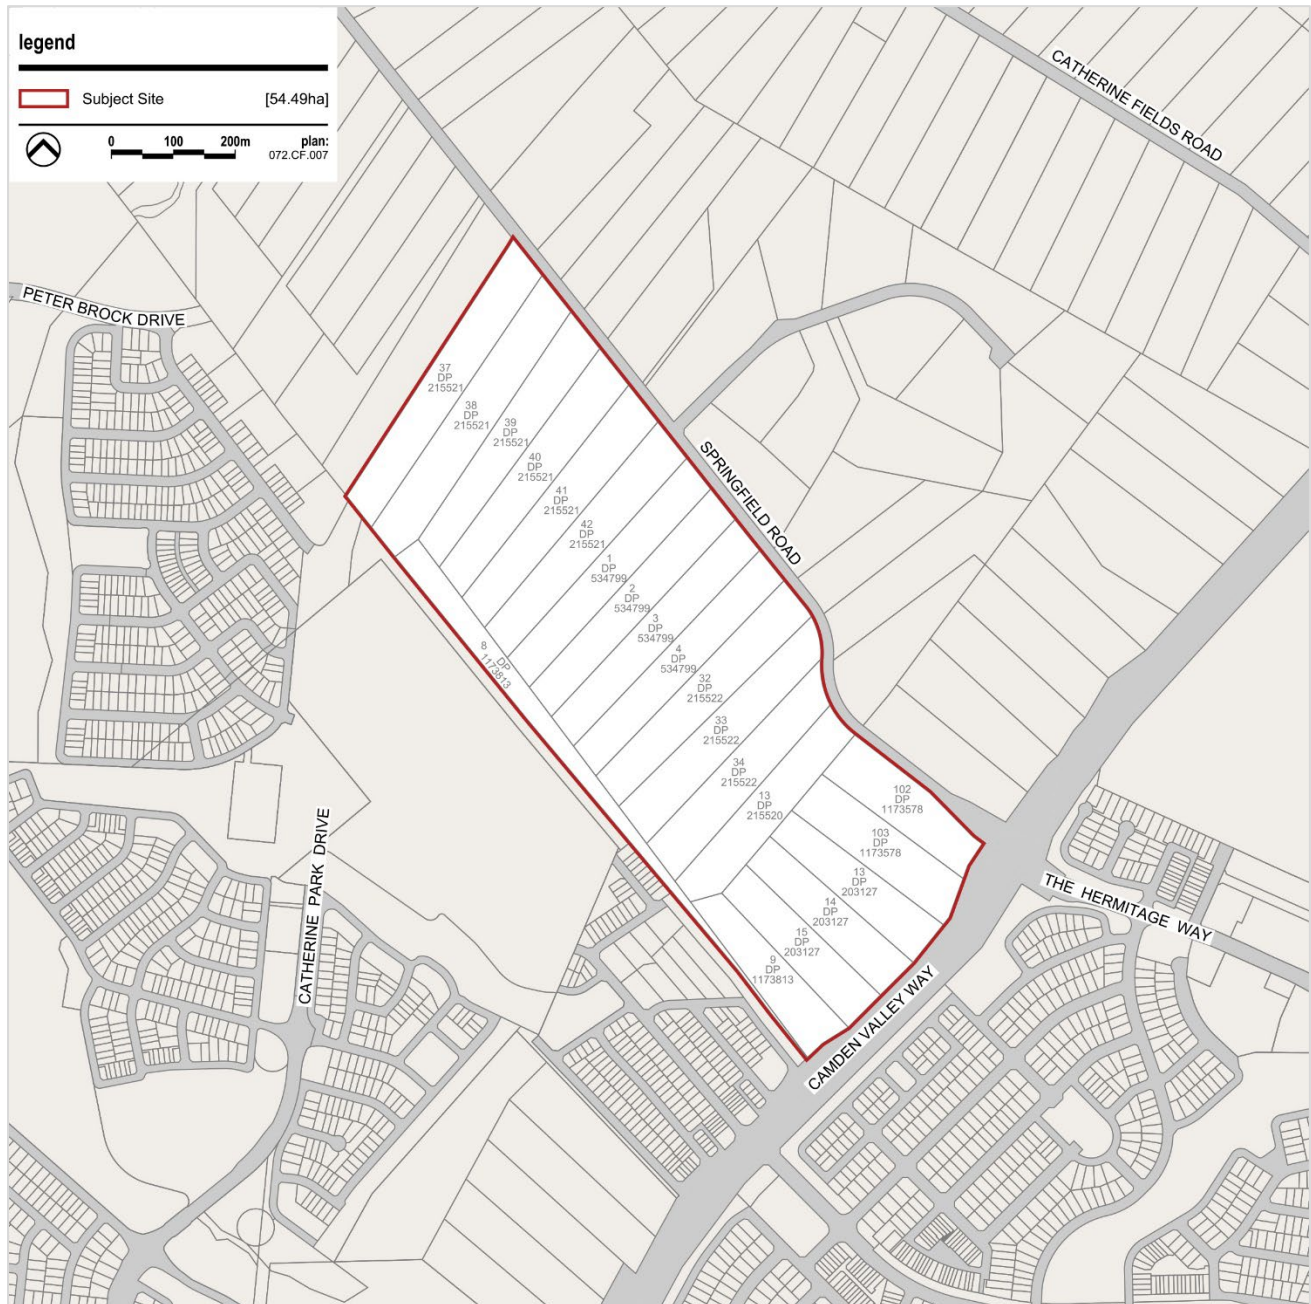 legend
Subject Site [54.49ha]
0 100 200m
plan:
072.CF.007
CATHERINE FIELDS ROAD
PETER BROCK DRIVE
SPRINGFIELD ROAD
37
DP
215521
38
DP
215521
39
DP
215521
40
DP
215521
41
DP
215521
42
DP
215521
1
DP
534799
2
DP
534799
3
DP
534799
4
DP
534799
8
DP
1173813
32
DP
215522
33
DP
215522
34
DP
215522
13
DP
215520
102
DP
1173578
103
DP
1173578
13
DP
203127
14
DP
203127
15
DP
203127
9
DP
1173813
CATHERINE PARK DRIVE
THE HERMITAGE WAY
CAMDEN VALLEY WAY